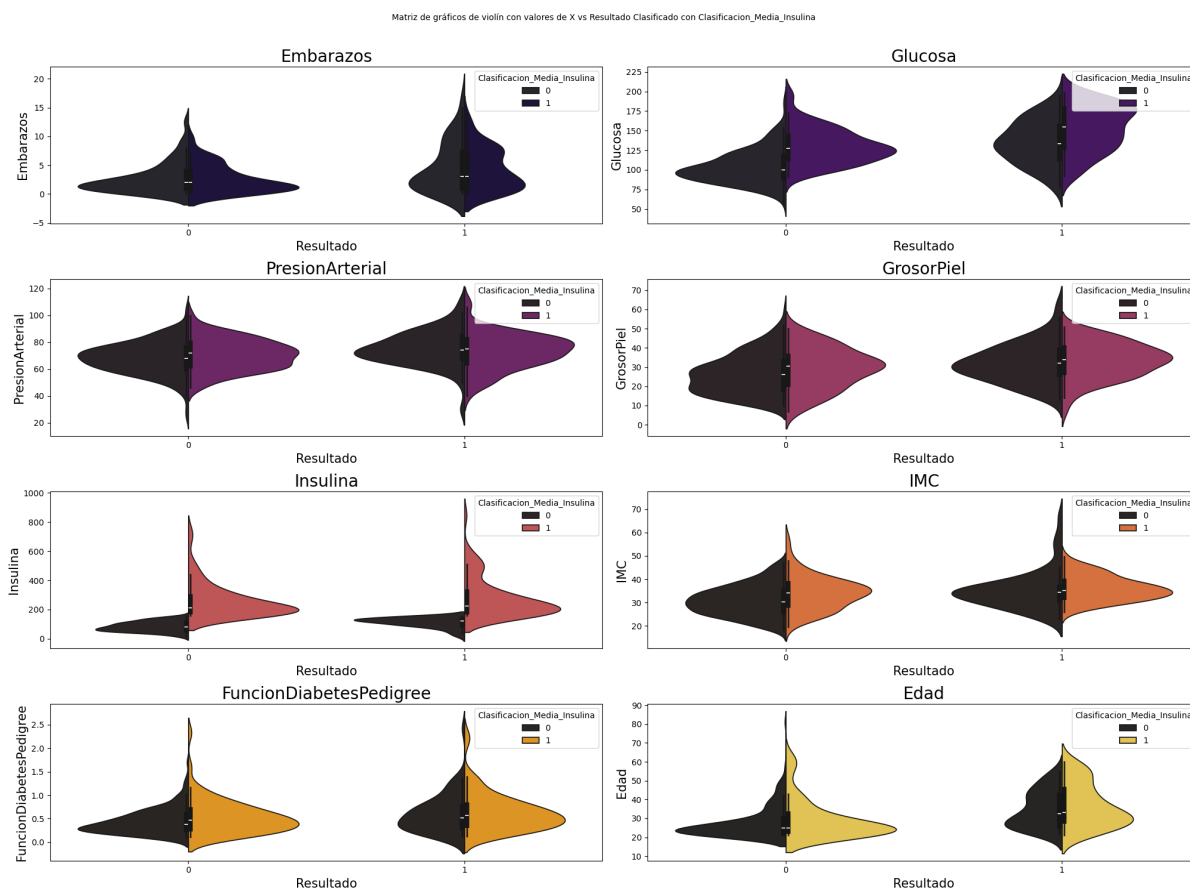 Matriz de gráficos de violín con valores de X vs Resultado Clasificado con Clasificacion_Media_Insulina
Embarazos
Embarazos
20
15
10
5
0
−5
0
1
Resultado
Clasificacion_Media_Insulina
0
1
Glucosa
Glucosa
225
200
175
150
125
100
75
50
0
1
Resultado
Clasificacion_Media_Insulina
0
1
PresionArterial
PresionArterial
120
100
80
60
40
20
0
1
Resultado
Clasificacion_Media_Insulina
0
1
GrosorPiel
GrosorPiel
70
60
50
40
30
20
10
0
0
1
Resultado
Clasificacion_Media_Insulina
0
1
Insulina
Insulina
1000
800
600
400
200
0
0
1
Resultado
Clasificacion_Media_Insulina
0
1
IMC
IMC
70
60
50
40
30
20
0
1
Resultado
Clasificacion_Media_Insulina
0
1
FuncionDiabetesPedigree
FuncionDiabetesPedigree
2.5
2.0
1.5
1.0
0.5
0.0
0
1
Resultado
Clasificacion_Media_Insulina
0
1
Edad
Edad
90
80
70
60
50
40
30
20
10
0
1
Resultado
Clasificacion_Media_Insulina
0
1